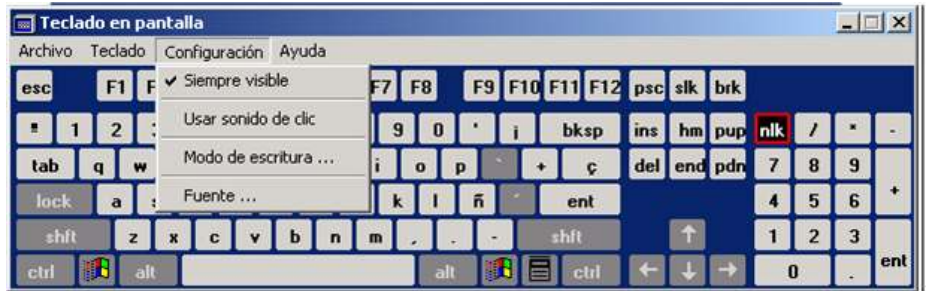 Teclado en pantalla
Archivo Teclado Configuración Ayuda
Siempre visible
Usar sonido de clic
Modo de escritura ...
Fuente ...
esc F1 F F7 F8 F9 F10 F11 F12 psc slk brk
1 2 9 0 ' ¡ bksp ins hm pup nlk / * -
tab q w i o p ` + ç del end pdn 7 8 9 +
lock a k l ñ ´ ent 4 5 6
shft z x c v b n m , . - shft ↑ 1 2 3
ctrl alt alt ctrl ← ↓ → 0 . ent